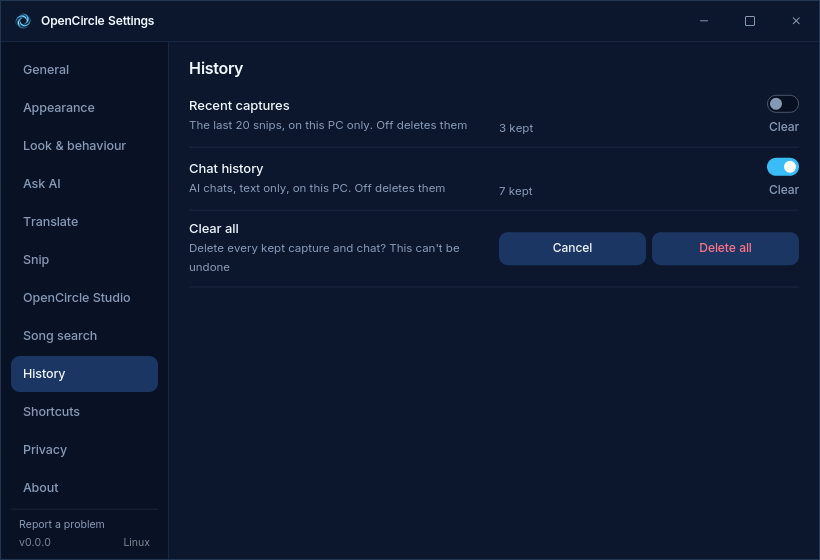 OpenCircle Settings
General
Appearance
Look & behaviour
Ask AI
Translate
Snip
OpenCircle Studio
Song search
History
Shortcuts
Privacy
About
Report a problem
v0.0.0 Linux
History
Recent captures
The last 20 snips, on this PC only. Off deletes them
3 kept
Clear
Chat history
AI chats, text only, on this PC. Off deletes them
7 kept
Clear
Clear all
Delete every kept capture and chat? This can't be
undone
Cancel
Delete all